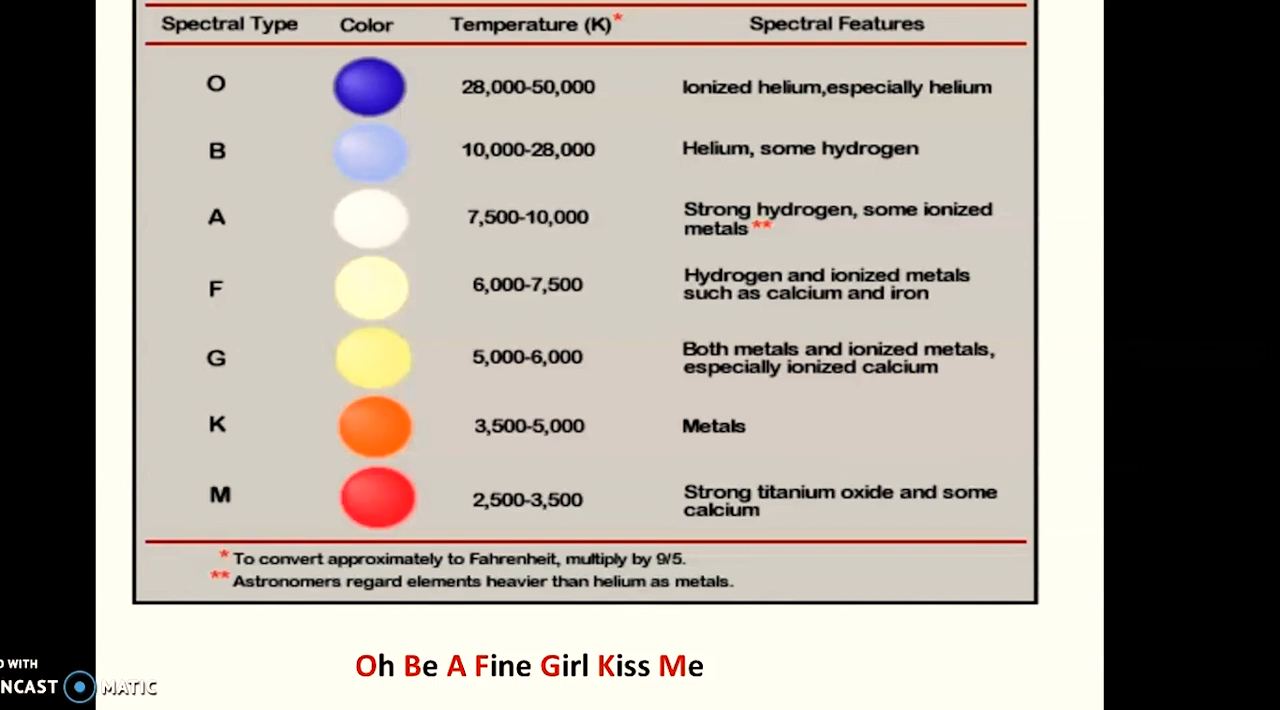 Spectral Type Color Temperature (K)* Spectral Features
O 28,000-50,000 Ionized helium,especially helium
B 10,000-28,000 Helium, some hydrogen
A 7,500-10,000 Strong hydrogen, some ionized
metals**
F 6,000-7,500 Hydrogen and ionized metals
such as calcium and iron
G 5,000-6,000 Both metals and ionized metals,
especially ionized calcium
K 3,500-5,000 Metals
M 2,500-3,500 Strong titanium oxide and some
calcium
* To convert approximately to Fahrenheit, multiply by 9/5.
** Astronomers regard elements heavier than helium as metals.
Oh Be A Fine Girl Kiss Me
D WITH
NCAST MATIC